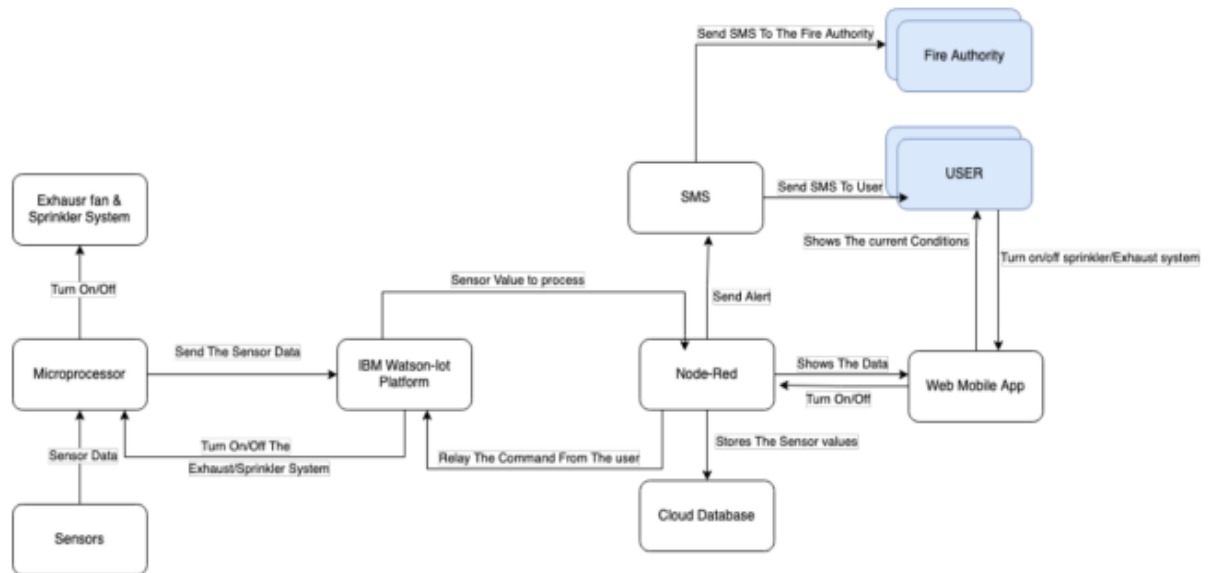 Send SMS To The Fire Authority
Fire Authority
USER
SMS
Send SMS To User
Exhausr fan &
Sprinkler System
Shows The current Conditions
Turn on/off sprinkler/Exhaust system
Sensor Value to process
Turn On/Off
Send Alert
Microprocessor
Send The Sensor Data
IBM Watson-Iot
Platform
Node-Red
Shows The Data
Turn On/Off
Web Mobile App
Sensor Data
Turn On/Off The
Exhaust/Sprinkler System
Relay The Command From The user
Stores The Sensor values
Cloud Database
Sensors